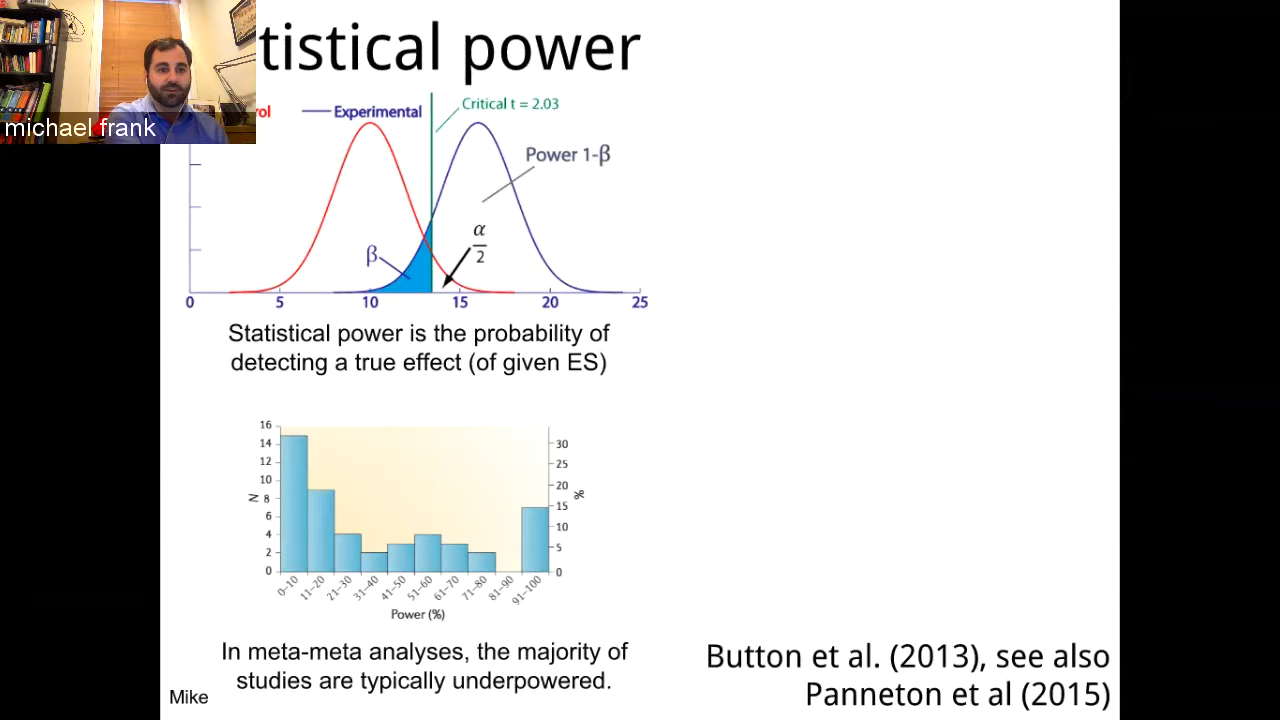 tistical power
michael frank
rol
Experimental
Critical t = 2.03
Power 1-β
α
2
β
0 5 10 15 20 25
Statistical power is the probability of
detecting a true effect (of given ES)
16
14
12
10
8
6
4
2
0
N
30
25
20
15
10
5
0
%
0–10 11–20 21–30 31–40 41–50 51–60 61–70 71–80 81–90 91–100
Power (%)
In meta-meta analyses, the majority of
studies are typically underpowered.
Mike
Button et al. (2013), see also
Panneton et al (2015)